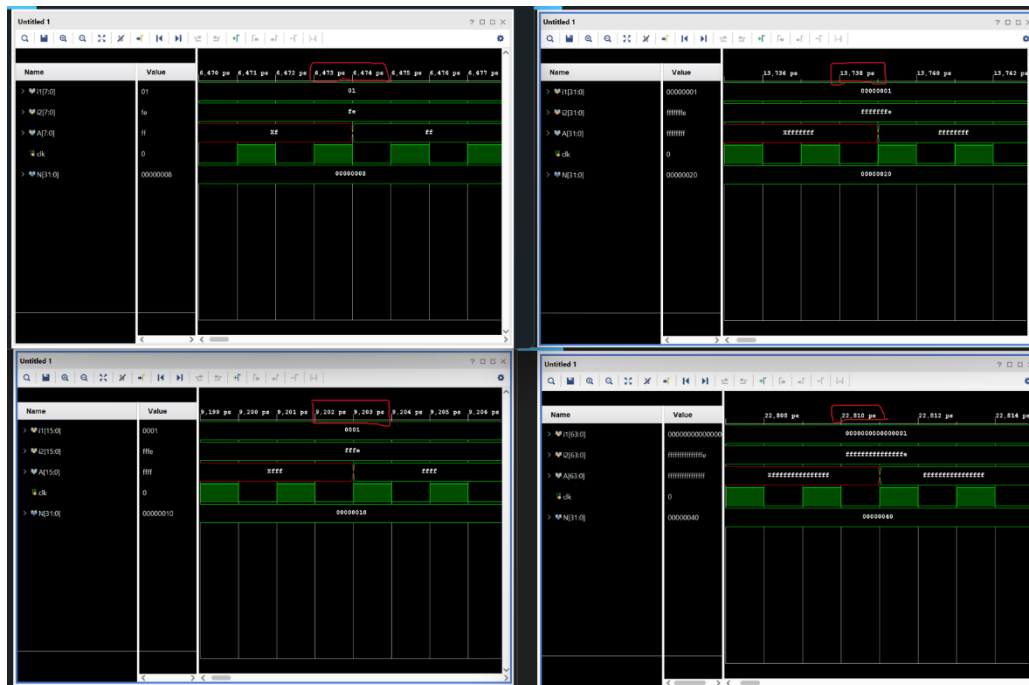 Untitled 1
Name Value
6,470 ps 6,471 ps 6,472 ps 6,473 ps 6,474 ps 6,475 ps 6,476 ps 6,477 ps
i1[7:0] 01 01
i2[7:0] fe fe
A[7:0] ff Xf ff
clk 0
N[31:0] 00000008 00000008
Untitled 1
Name Value
13,736 ps 13,738 ps 13,740 ps 13,742 ps
i1[31:0] 00000001 00000001
i2[31:0] fffffffe fffffffe
A[31:0] ffffffff Xfffffff ffffffff
clk 0
N[31:0] 00000020 00000020
Untitled 1
Name Value
9,199 ps 9,200 ps 9,201 ps 9,202 ps 9,203 ps 9,204 ps 9,205 ps 9,206 ps
i1[15:0] 0001 0001
i2[15:0] fffe fffe
A[15:0] ffff Xfff ffff
clk 0
N[31:0] 00000010 00000010
Untitled 1
Name Value
22,808 ps 22,810 ps 22,812 ps 22,814 ps
i1[63:0] 0000000000000001
i2[63:0] fffffffffffffffe
A[63:0] Xfffffffffffffff ffffffffffffffff
clk 0
N[31:0] 00000040 00000040